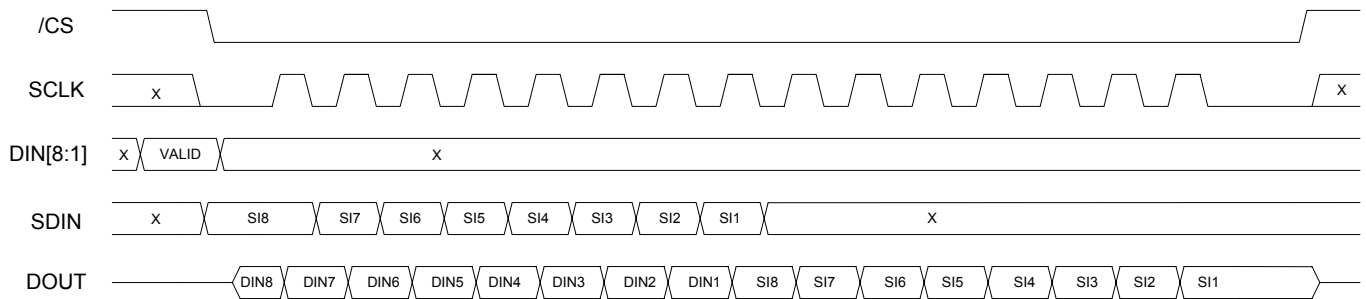 /CS
SCLK X X
DIN[8:1] X VALID X
SDIN X SI8 SI7 SI6 SI5 SI4 SI3 SI2 SI1 X
DOUT DIN8 DIN7 DIN6 DIN5 DIN4 DIN3 DIN2 DIN1 SI8 SI7 SI6 SI5 SI4 SI3 SI2 SI1